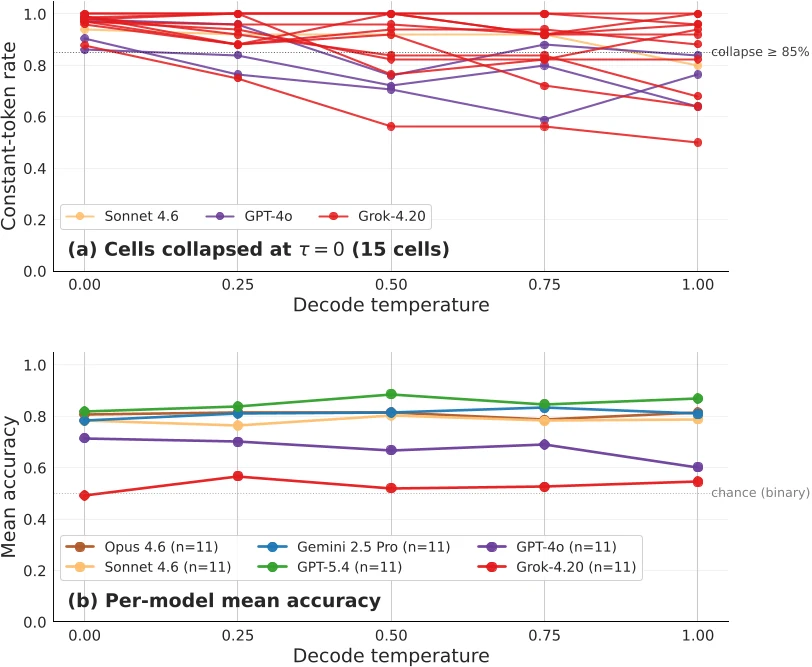 1.0
0.8
0.6
0.4
0.2
0.0
Constant-token rate
collapse ≥ 85%
Sonnet 4.6 GPT-4o Grok-4.20
(a) Cells collapsed at τ = 0 (15 cells)
0.00 0.25 0.50 0.75 1.00
Decode temperature
1.0
0.8
0.6
0.4
0.2
0.0
Mean accuracy
chance (binary)
Opus 4.6 (n=11) Gemini 2.5 Pro (n=11) GPT-4o (n=11)
Sonnet 4.6 (n=11) GPT-5.4 (n=11) Grok-4.20 (n=11)
(b) Per-model mean accuracy
0.00 0.25 0.50 0.75 1.00
Decode temperature